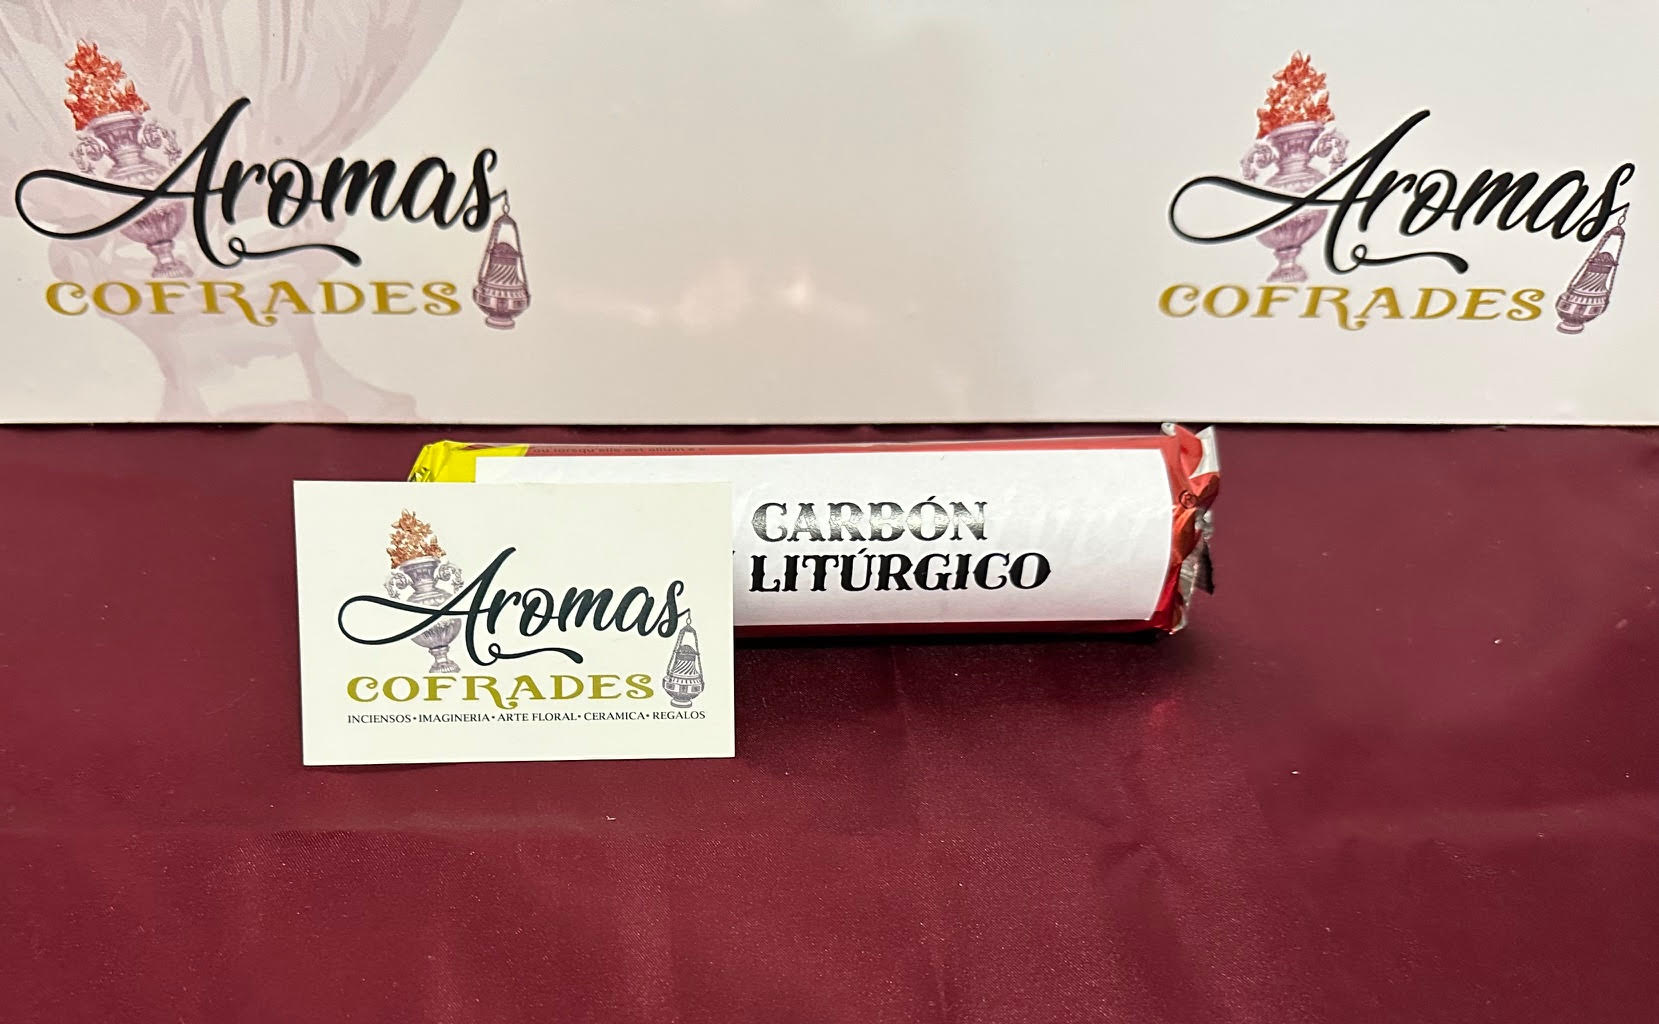 Aromas
COFRADES
Aromas
COFRADES
CARBÓN
LITÚRGICO
Aromas
COFRADES
INCIENSOS • IMAGINERIA • ARTE FLORAL • CERAMICA • REGALOS